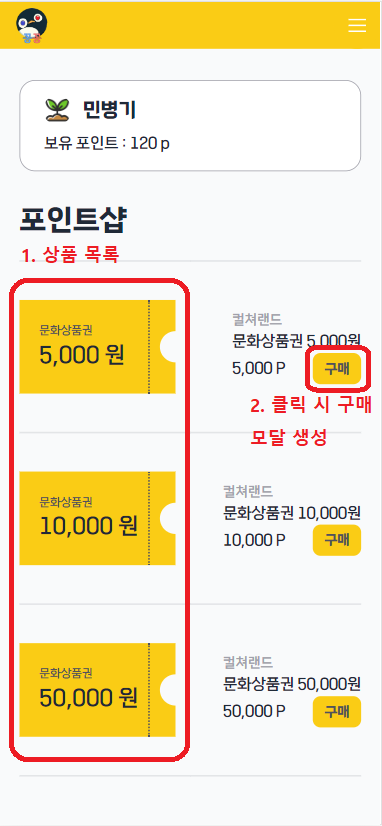 민병기
보유 포인트 : 120 p
포인트샵
1. 상품 목록
문화상품권
5,000 원
컬쳐랜드
문화상품권 5,000원
5,000 P
구매
2. 클릭 시 구매
모달 생성
문화상품권
10,000 원
컬쳐랜드
문화상품권 10,000원
10,000 P
구매
문화상품권
50,000 원
컬쳐랜드
문화상품권 50,000원
50,000 P
구매